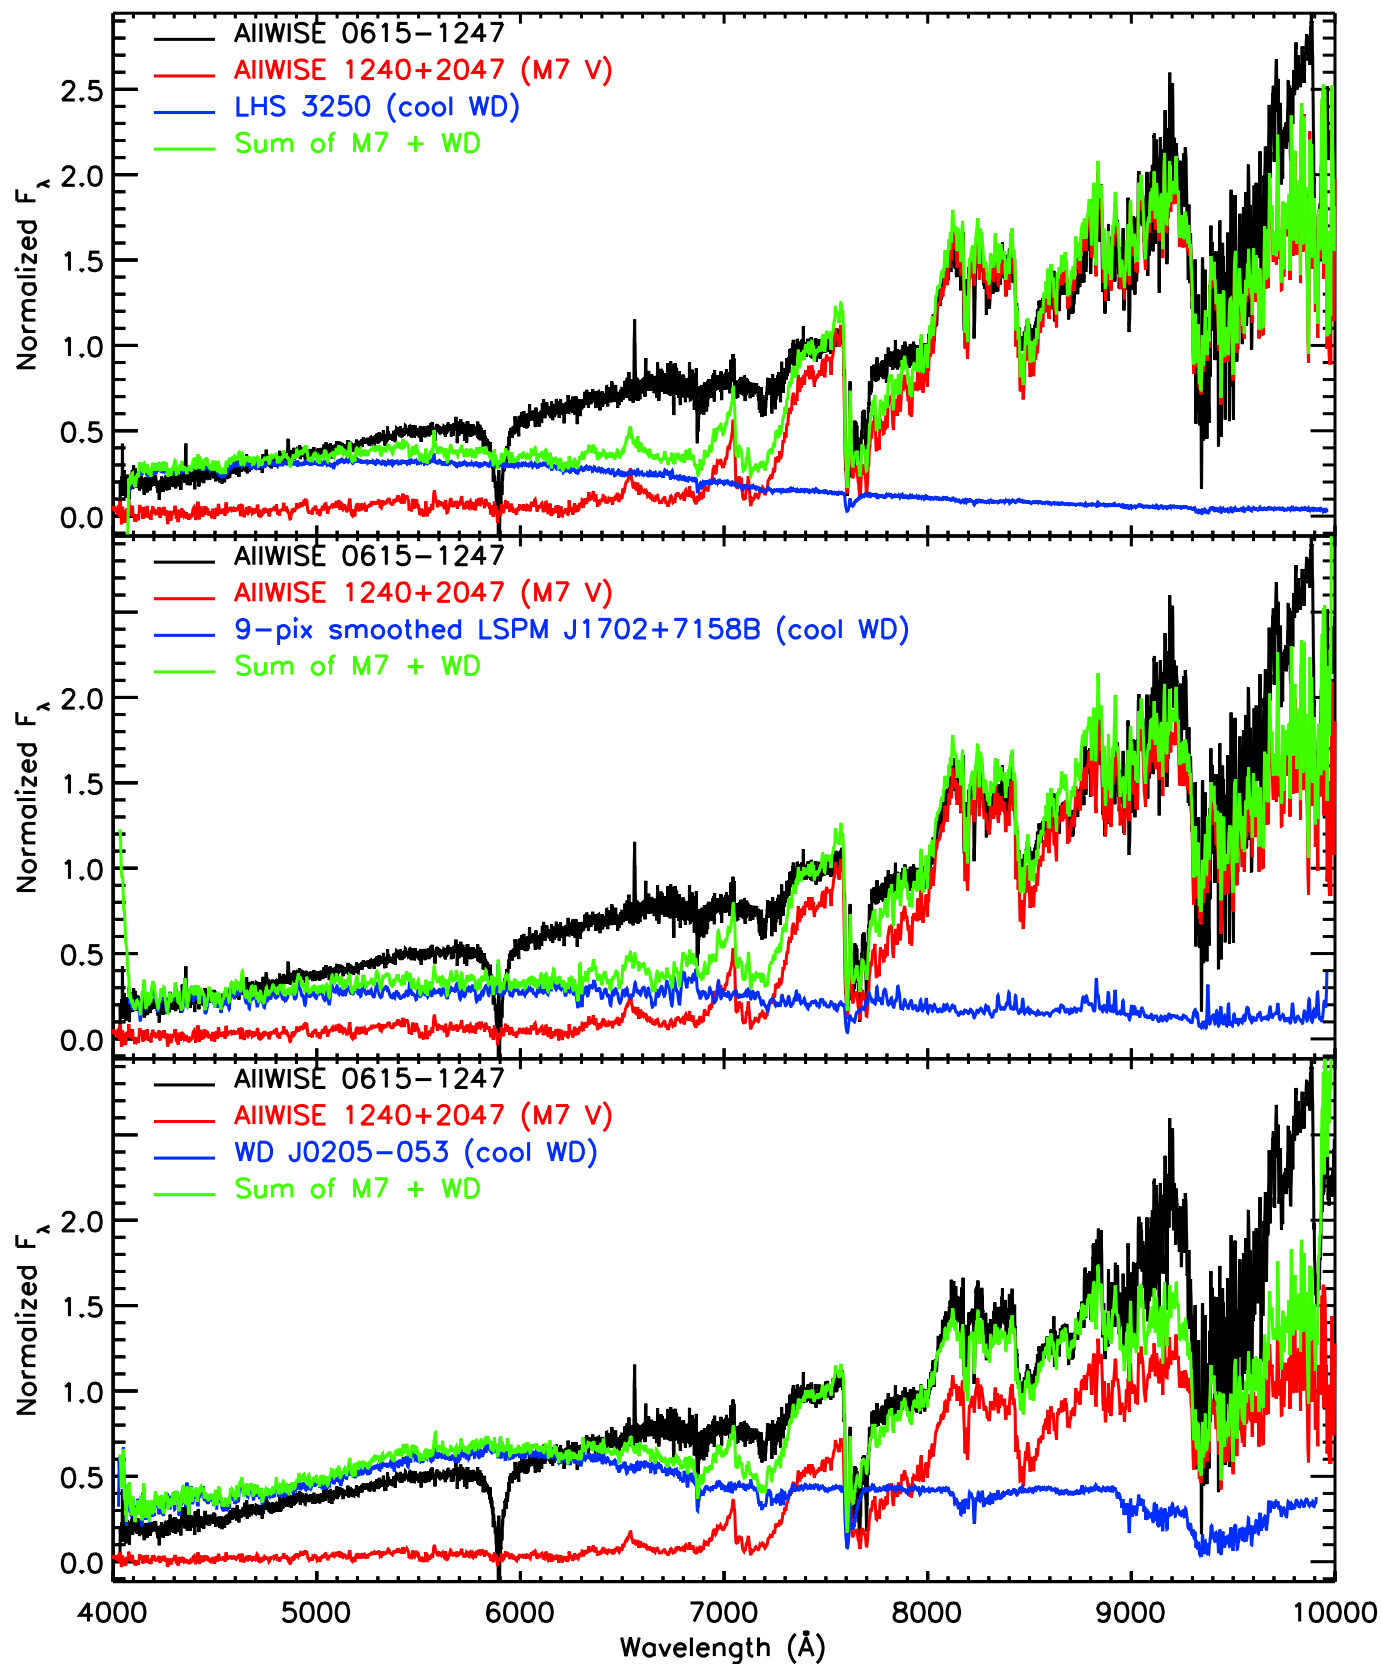 AllWISE 0615-1247
AllWISE 1240+2047 (M7 V)
LHS 3250 (cool WD)
Sum of M7 + WD
2.5
2.0
1.5
1.0
0.5
0.0
Normalized Fλ
AllWISE 0615-1247
AllWISE 1240+2047 (M7 V)
9-pix smoothed LSPM J1702+7158B (cool WD)
Sum of M7 + WD
2.0
1.5
1.0
0.5
0.0
Normalized Fλ
AllWISE 0615-1247
AllWISE 1240+2047 (M7 V)
WD J0205-053 (cool WD)
Sum of M7 + WD
2.0
1.5
1.0
0.5
0.0
Normalized Fλ
4000 5000 6000 7000 8000 9000 10000
Wavelength (Å)